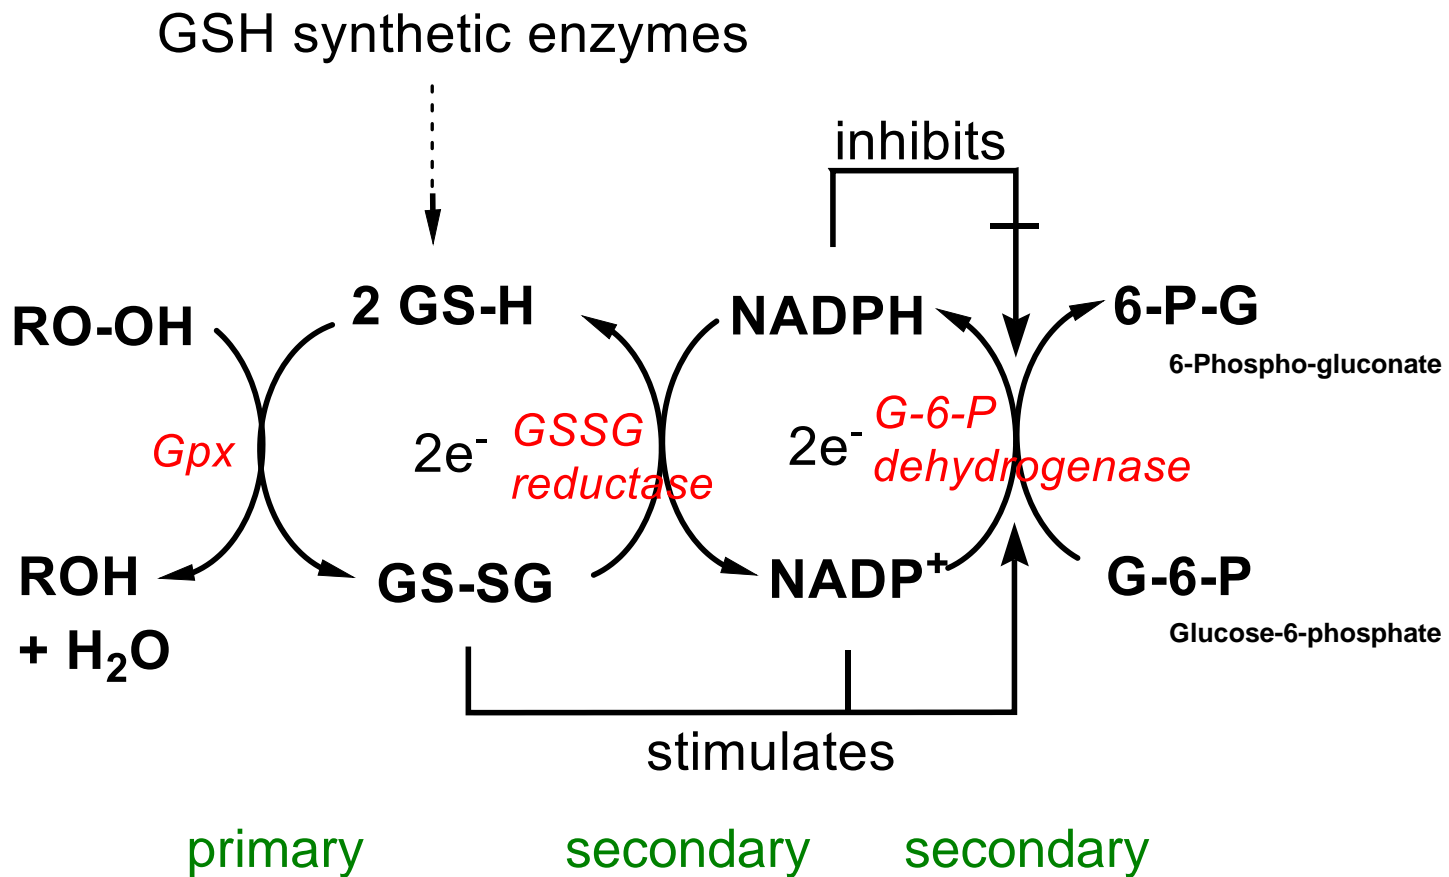 GSH synthetic enzymes
inhibits
RO-OH
2 GS-H
NADPH
6-P-G
6-Phospho-gluconate
Gpx
2e-
GSSG
reductase
2e-
G-6-P
dehydrogenase
ROH
+ H2O
GS-SG
NADP+
G-6-P
Glucose-6-phosphate
stimulates
primary
secondary
secondary